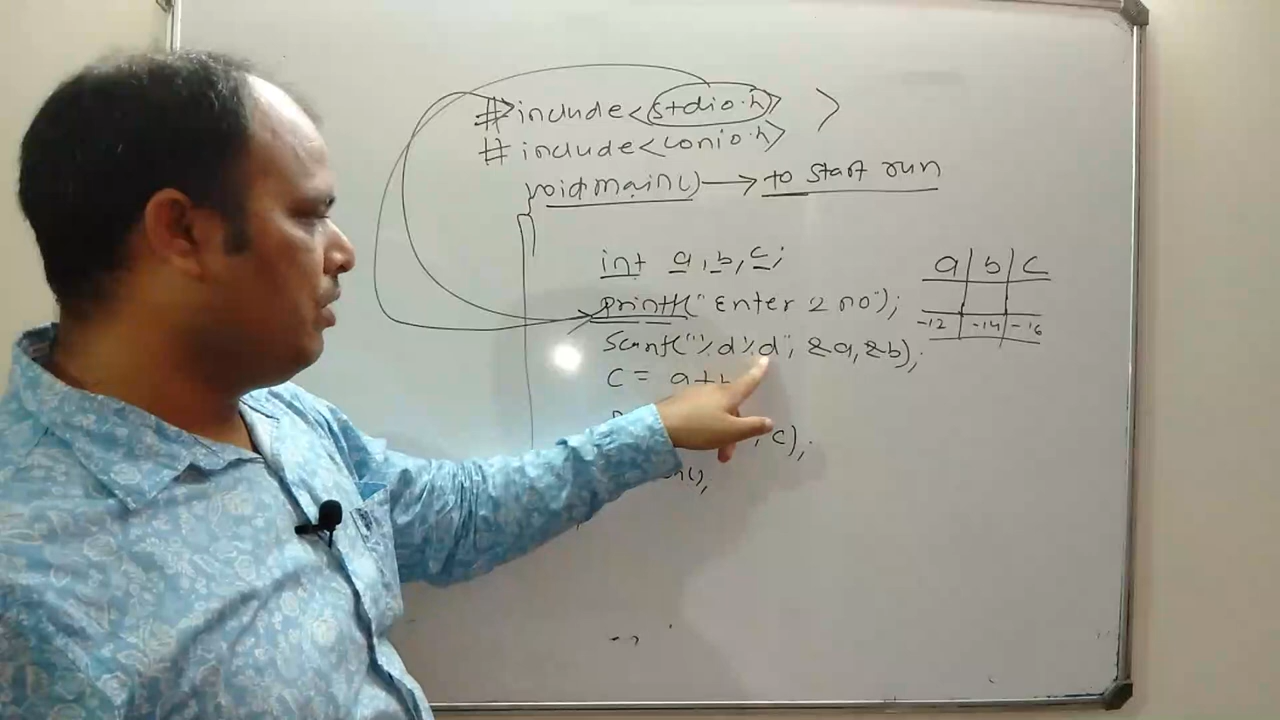 #include<stdio.h> >
#include<conio.h>
void main() → to start run
{
int a, b, c;
printf("Enter 2 no");
scanf("%d%d", &a, &b);
c = a+
, c);
a | b | c
-12 | -14 | -16